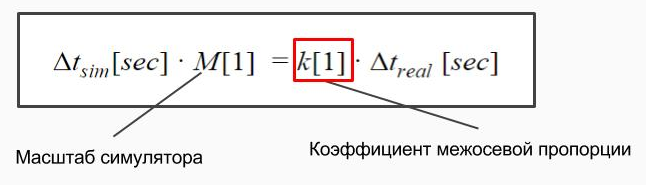 Δt_sim[sec] · M[1] = k[1] · Δt_real [sec]
Масштаб симулятора
Коэффициент межосевой пропорции